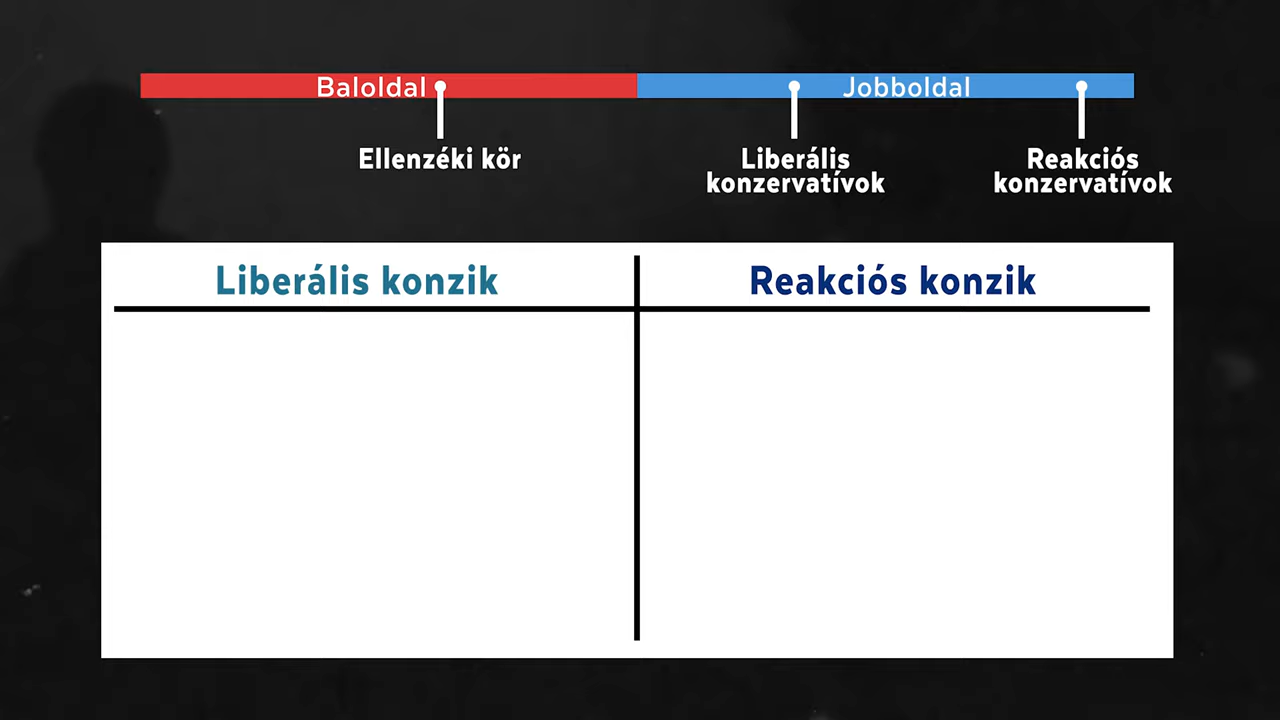 Baloldal
Jobboldal
Ellenzéki kör
Liberális
konzervatívok
Reakciós
konzervatívok
Liberális konzik
Reakciós konzik